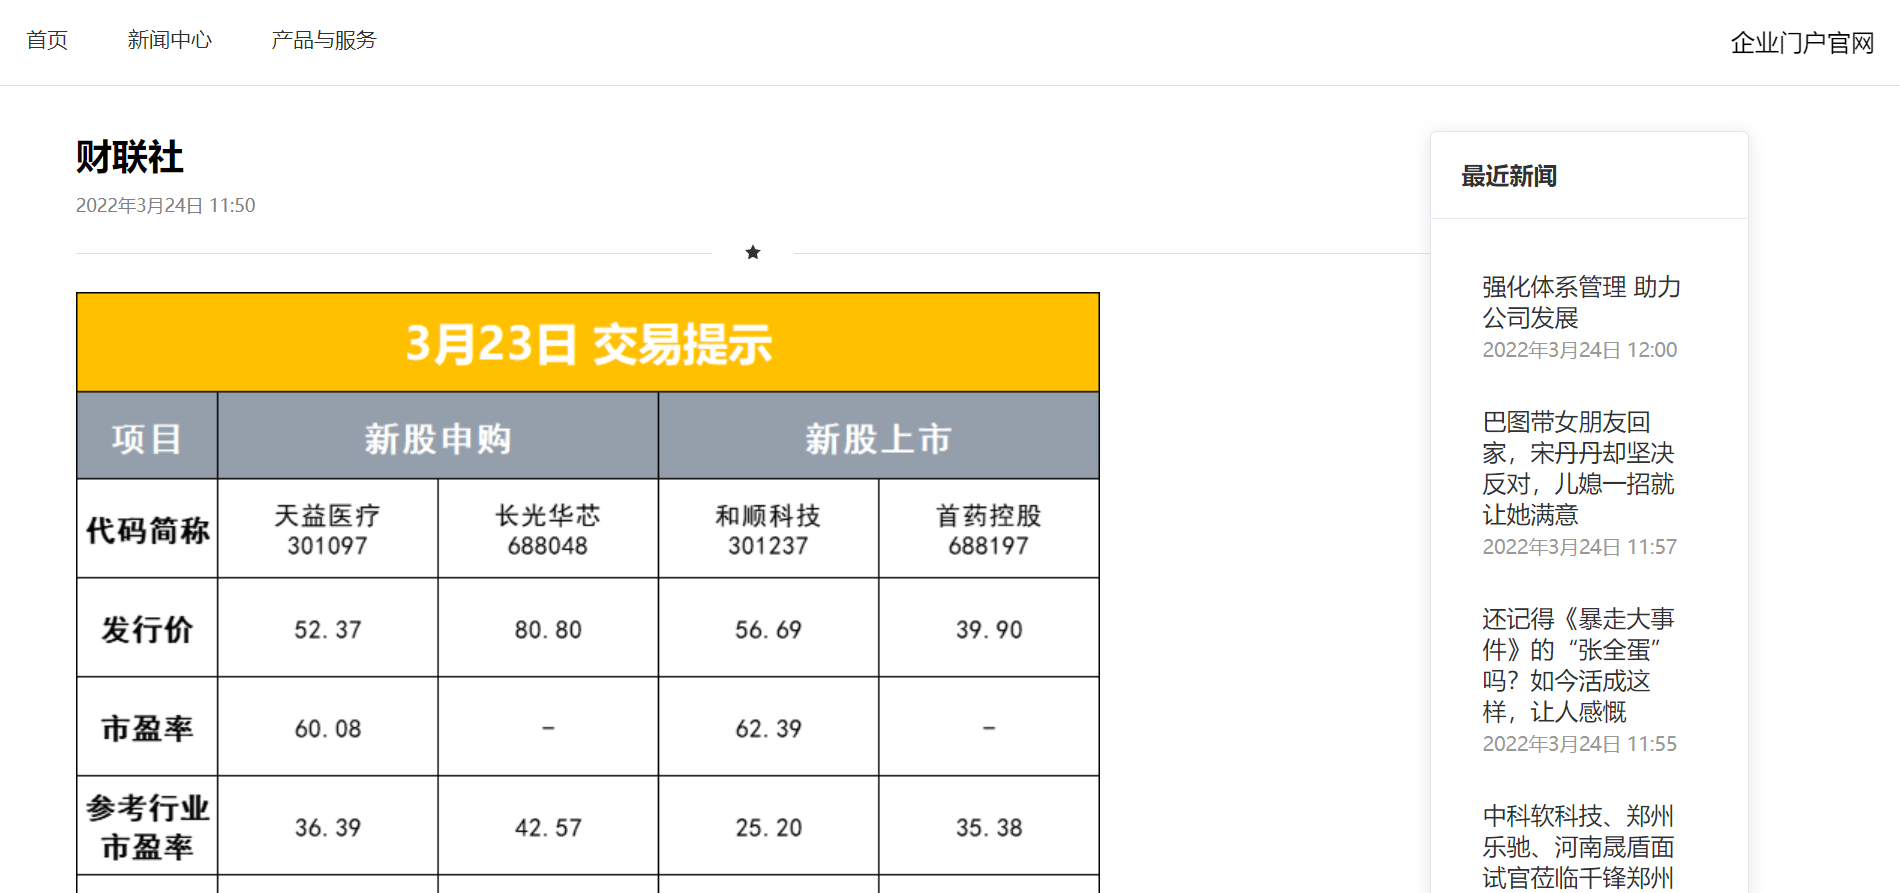 首页 新闻中心 产品与服务 企业门户官网
财联社
2022年3月24日 11:50
3月23日 交易提示
项目 新股申购 新股上市
代码简称 天益医疗 301097 长光华芯 688048 和顺科技 301237 首药控股 688197
发行价 52.37 80.80 56.69 39.90
市盈率 60.08 - 62.39 -
参考行业市盈率 36.39 42.57 25.20 35.38
最近新闻
强化体系管理 助力
公司发展
2022年3月24日 12:00
巴图带女朋友回
家，宋丹丹却坚决
反对，儿媳一招就
让她满意
2022年3月24日 11:57
还记得《暴走大事
件》的“张全蛋”
吗？如今活成这
样，让人感慨
2022年3月24日 11:55
中科软科技、郑州
乐驰、河南晟盾面
试官莅临千锋郑州